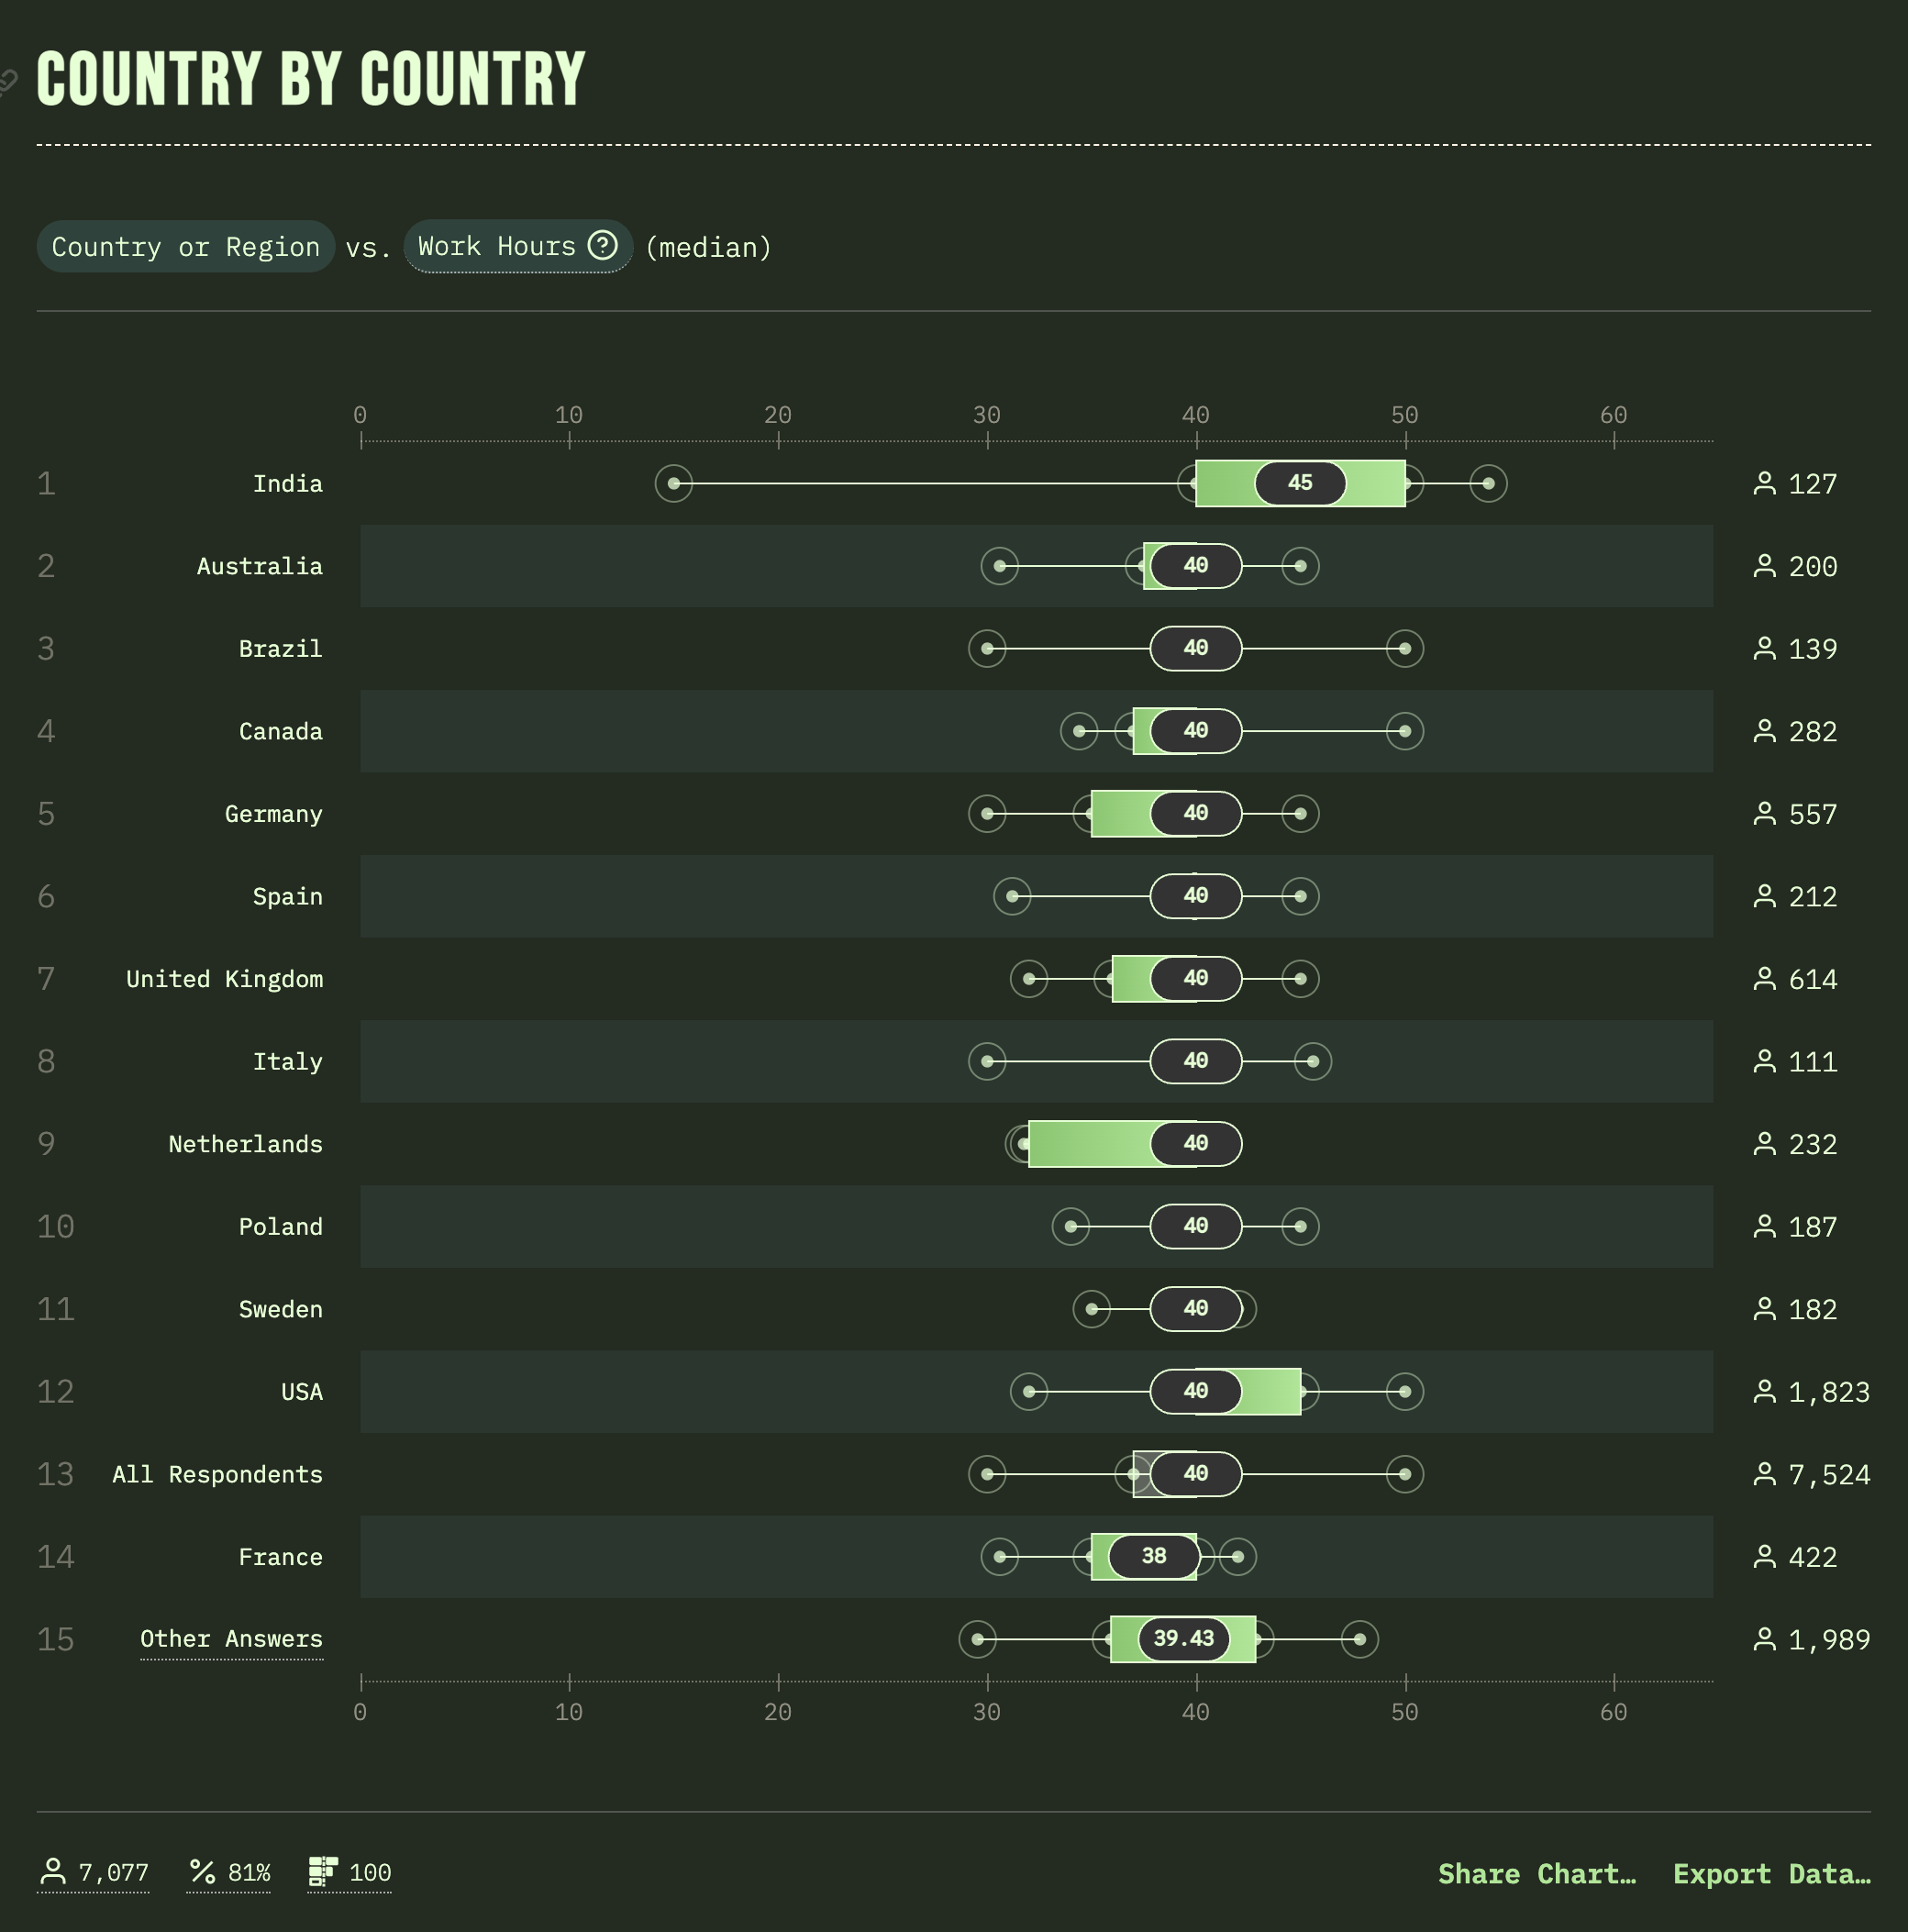 COUNTRY BY COUNTRY
Country or Region vs. Work Hours ? (median)
0 10 20 30 40 50 60
1 India 45 127
2 Australia 40 200
3 Brazil 40 139
4 Canada 40 282
5 Germany 40 557
6 Spain 40 212
7 United Kingdom 40 614
8 Italy 40 111
9 Netherlands 40 232
10 Poland 40 187
11 Sweden 40 182
12 USA 40 1,823
13 All Respondents 40 7,524
14 France 38 422
15 Other Answers 39.43 1,989
0 10 20 30 40 50 60
7,077 % 81% 100 Share Chart… Export Data…